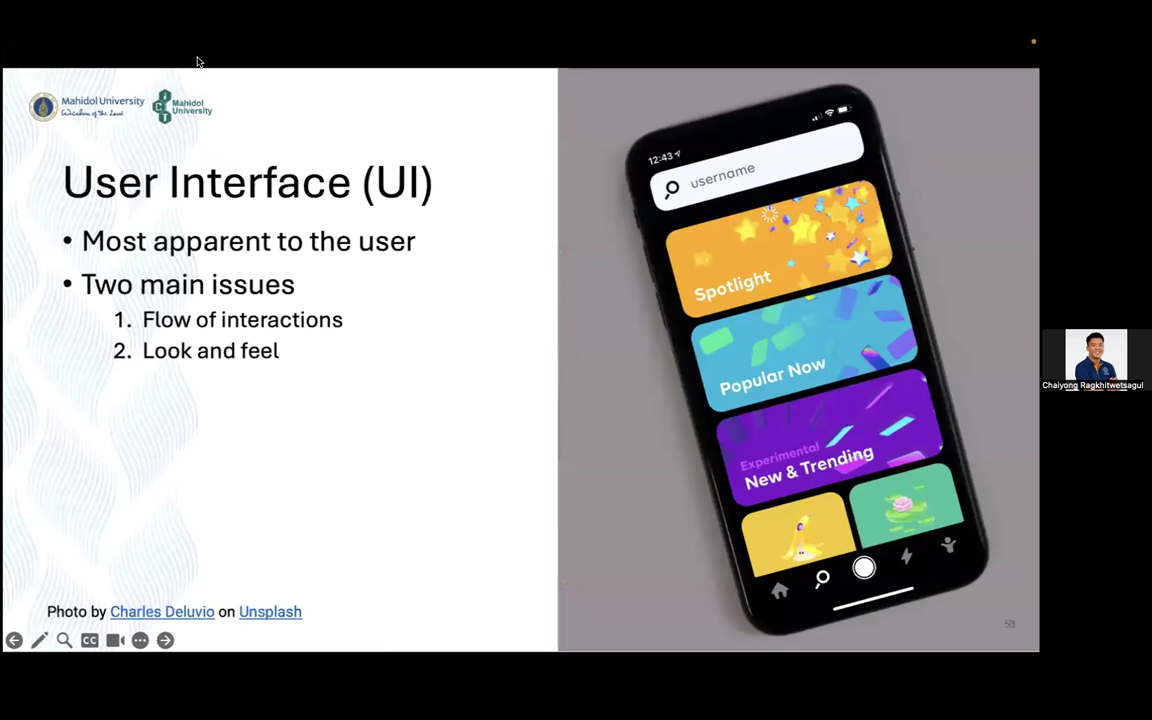 Mahidol University
Wisdom of the Land
Mahidol
University
User Interface (UI)
• Most apparent to the user
• Two main issues
1. Flow of interactions
2. Look and feel
Photo by Charles Deluvio on Unsplash
CC
12:43
username
Spotlight
Popular Now
Experimental
New & Trending
53
Chaiyong Ragkhitwetsagul